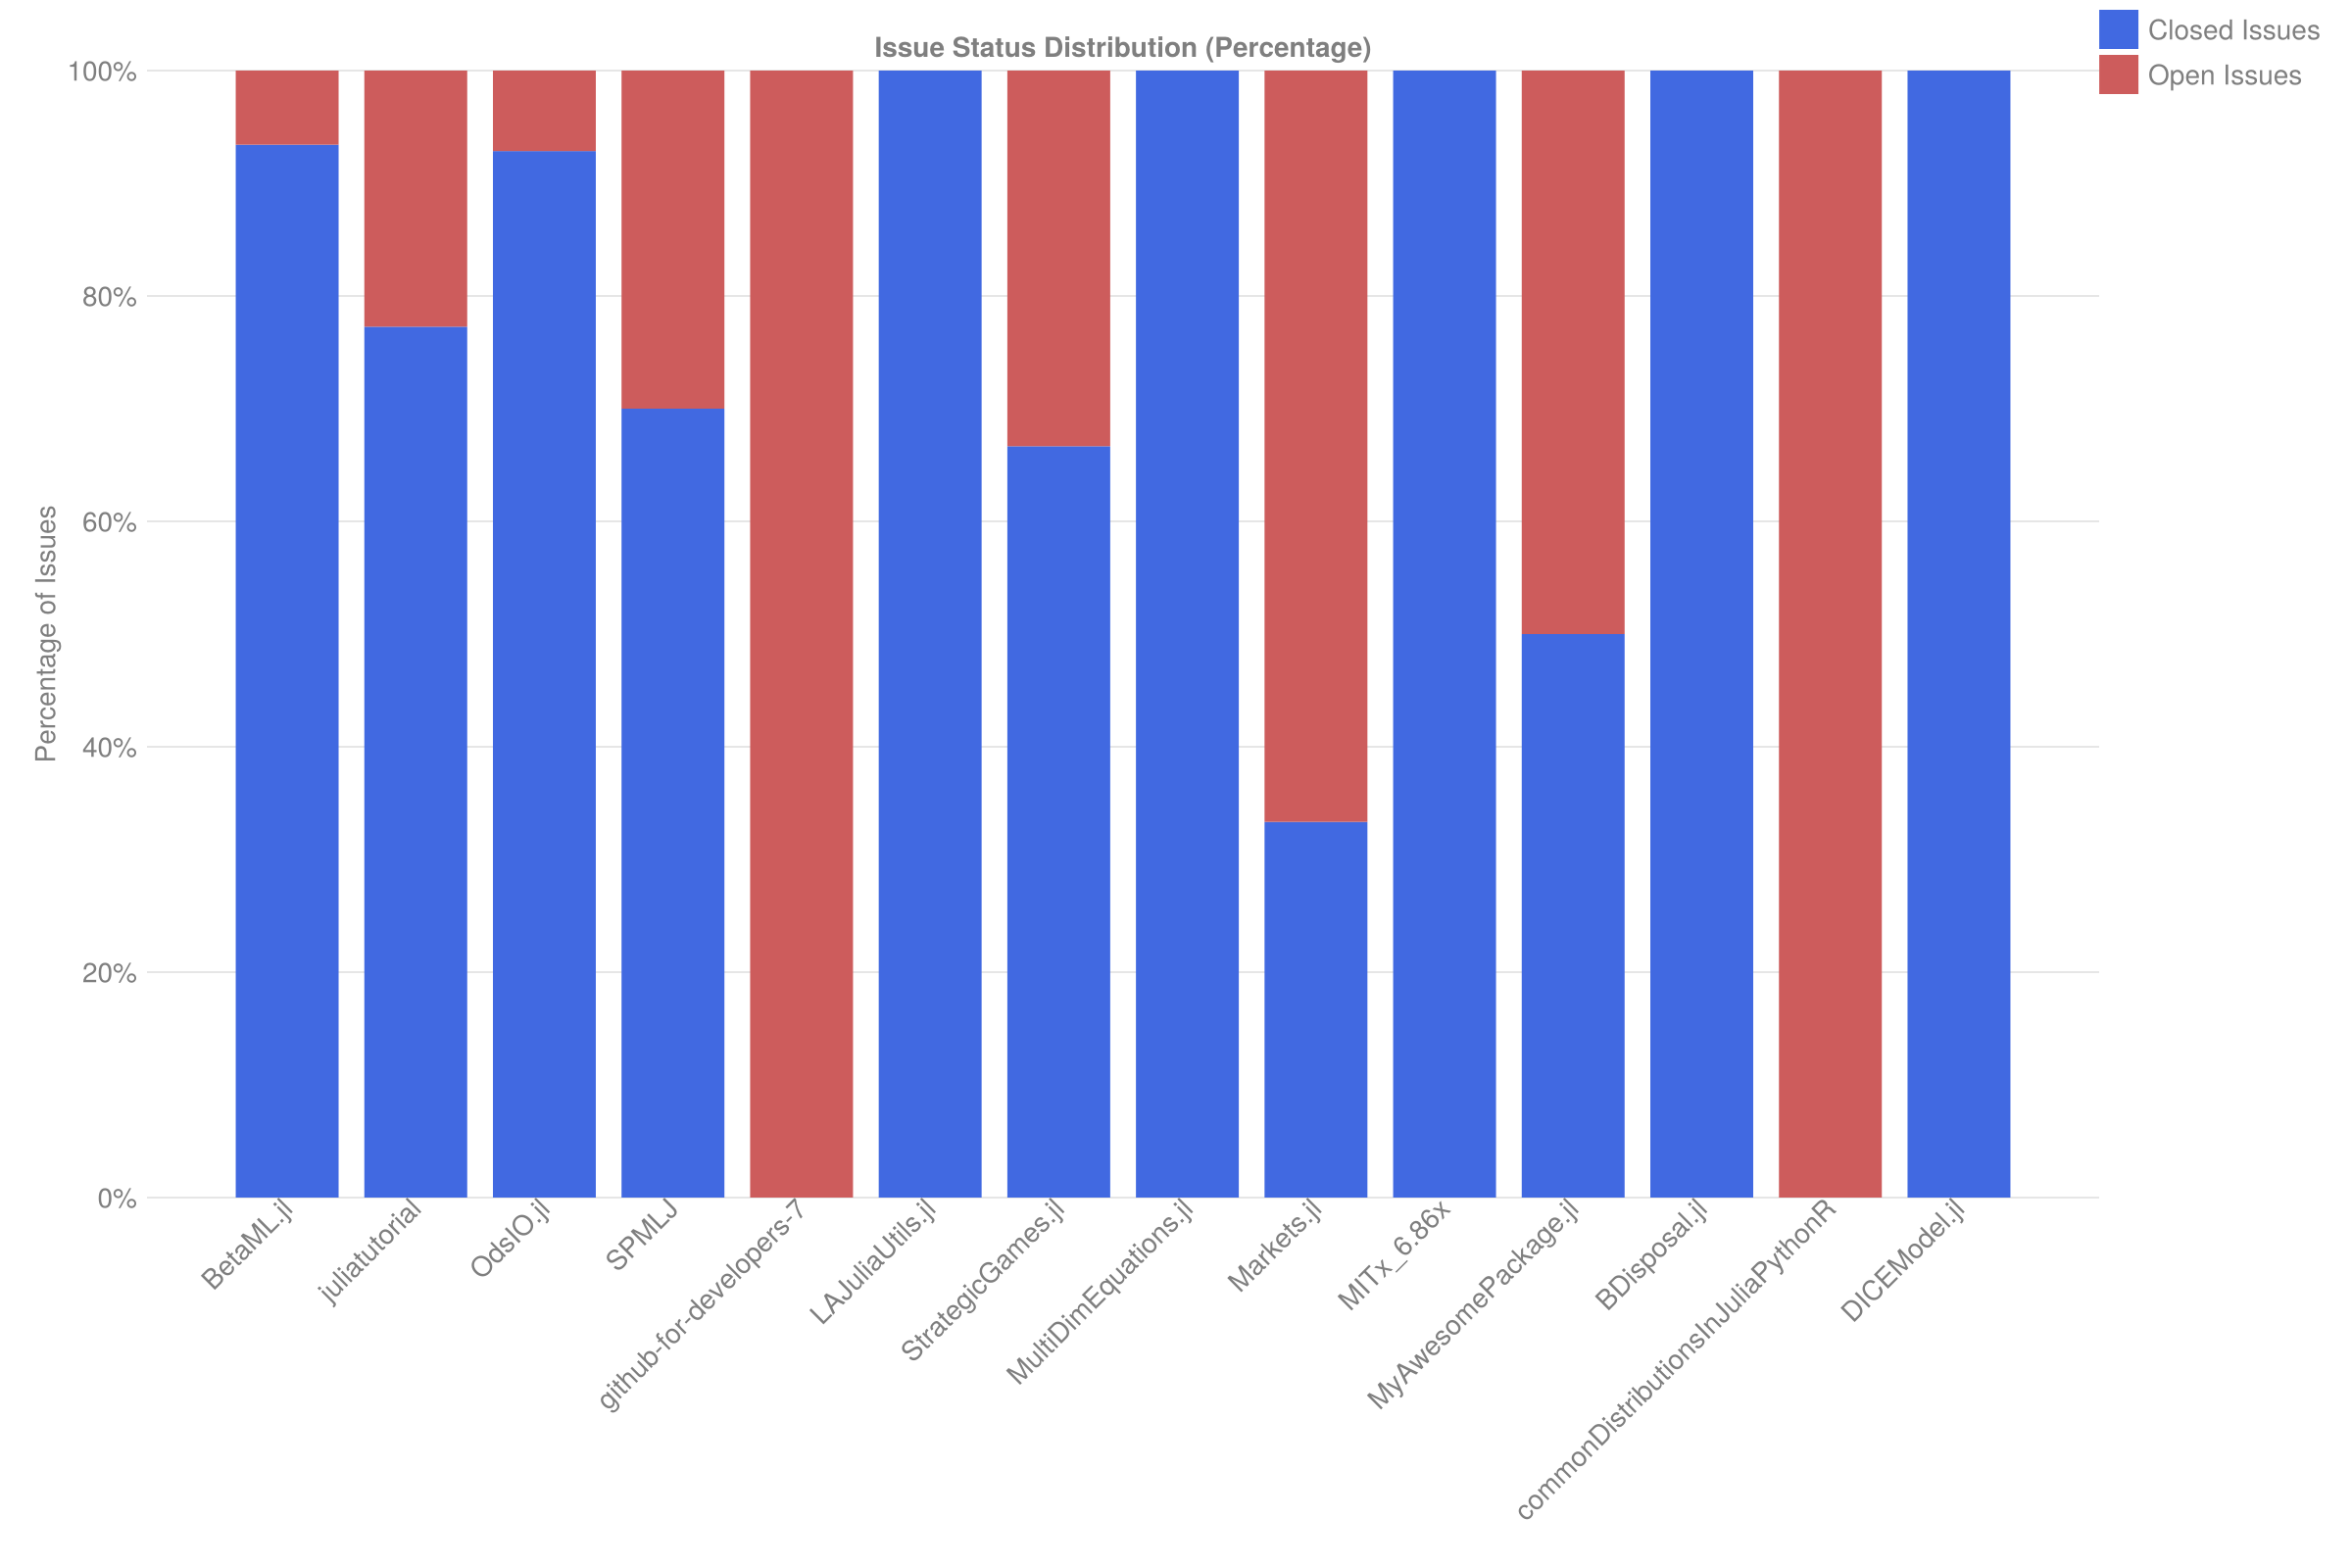 Issue Status Distribution (Percentage)
Closed Issues
Open Issues
Percentage of Issues
100%
80%
60%
40%
20%
0%
BetaML.jl
juliatutorial
OdsIO.jl
SPMLJ
github-for-developers-7
LAJuliaUtils.jl
StrategicGames.jl
MultiDimEquations.jl
Markets.jl
MITx_6.86x
MyAwesomePackage.jl
BDisposal.jl
commonDistributionsInJuliaPythonR
DICEModel.jl